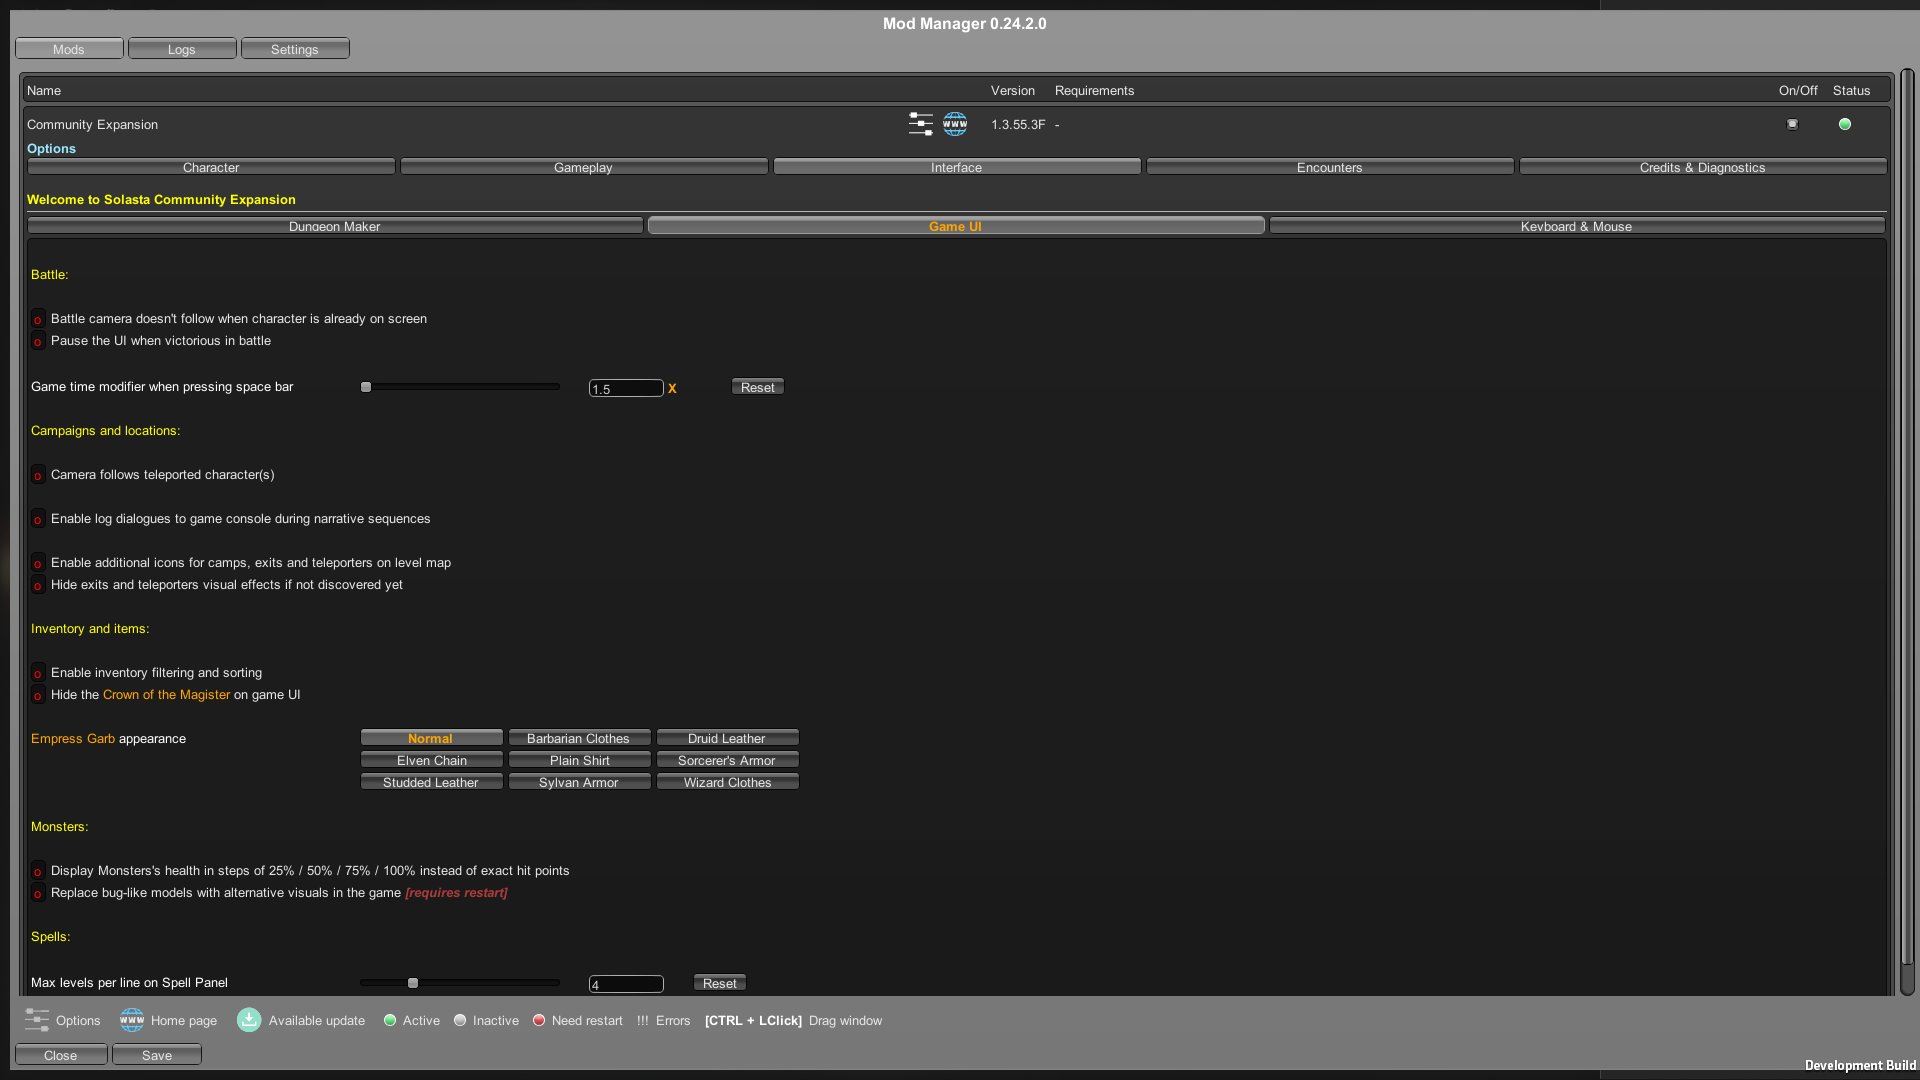 Mod Manager 0.24.2.0
Mods Logs Settings
Name Version Requirements On/Off Status
Community Expansion www 1.3.55.3F - 
Options
Character Gameplay Interface Encounters Credits & Diagnostics
Welcome to Solasta Community Expansion
Dungeon Maker Game UI Keyboard & Mouse
Battle:
o Battle camera doesn't follow when character is already on screen
o Pause the UI when victorious in battle
Game time modifier when pressing space bar 1.5 X Reset
Campaigns and locations:
o Camera follows teleported character(s)
o Enable log dialogues to game console during narrative sequences
o Enable additional icons for camps, exits and teleporters on level map
o Hide exits and teleporters visual effects if not discovered yet
Inventory and items:
o Enable inventory filtering and sorting
o Hide the Crown of the Magister on game UI
Empress Garb appearance Normal Barbarian Clothes Druid Leather
Elven Chain Plain Shirt Sorcerer's Armor
Studded Leather Sylvan Armor Wizard Clothes
Monsters:
o Display Monsters's health in steps of 25% / 50% / 75% / 100% instead of exact hit points
o Replace bug-like models with alternative visuals in the game [requires restart]
Spells:
Max levels per line on Spell Panel 4 Reset
Options www Home page Available update Active Inactive Need restart !!! Errors [CTRL + LClick] Drag window
Close Save
Development Build